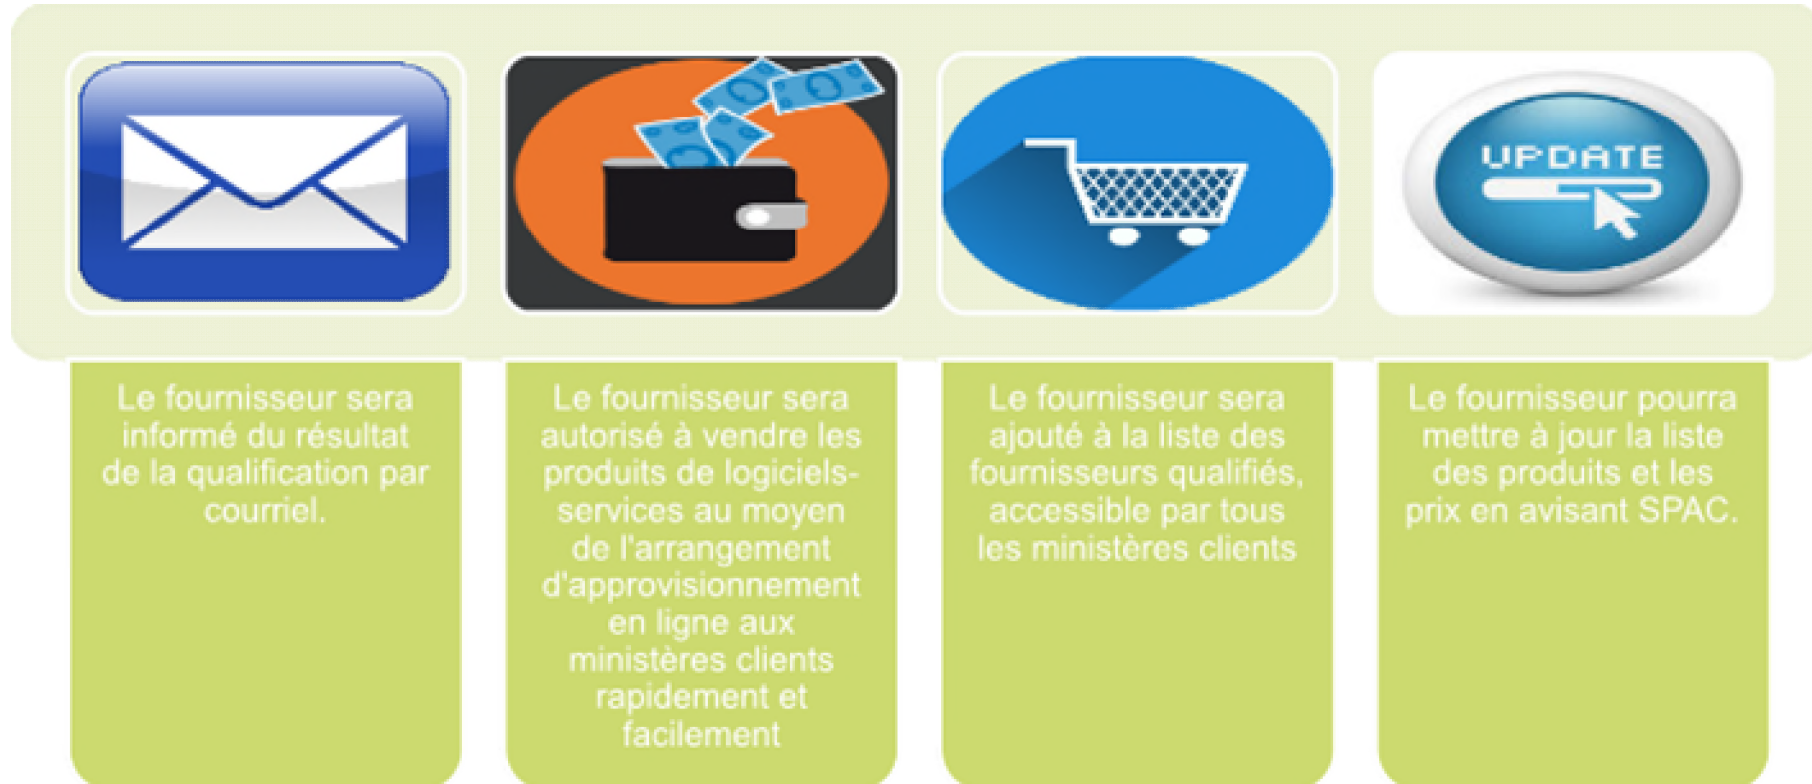 UPDATE
Le fournisseur sera
informé du résultat
de la qualification par
courriel.
Le fournisseur sera
autorisé à vendre les
produits de logiciels-
services au moyen
de l'arrangement
d'approvisionnement
en ligne aux
ministères clients
rapidement et
facilement
Le fournisseur sera
ajouté à la liste des
fournisseurs qualifiés,
accessible par tous
les ministères clients
Le fournisseur pourra
mettre à jour la liste
des produits et les
prix en avisant SPAC.